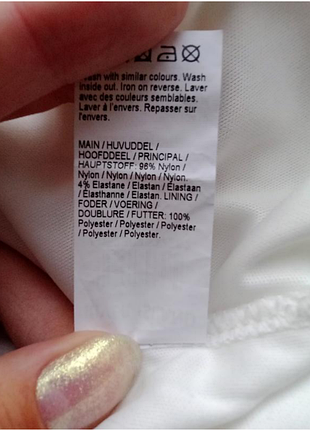 Wash with similar colours. Wash
inside out. Iron on reverse. Laver
avec des couleurs semblables.
Laver à l'envers. Repasser sur
l'envers.
MAIN / HUVUDDEL /
HOOFDDEEL / PRINCIPAL /
HAUPTSTOFF: 96% Nylon /
Nylon / Nylon / Nylon / Nylon.
4% Elastane / Elastan / Elastaan
/ Elasthanne / Elastan. LINING /
FODER / VOERING /
DOUBLURE / FUTTER: 100%
Polyester / Polyester / Polyester
/ Polyester / Polyester.